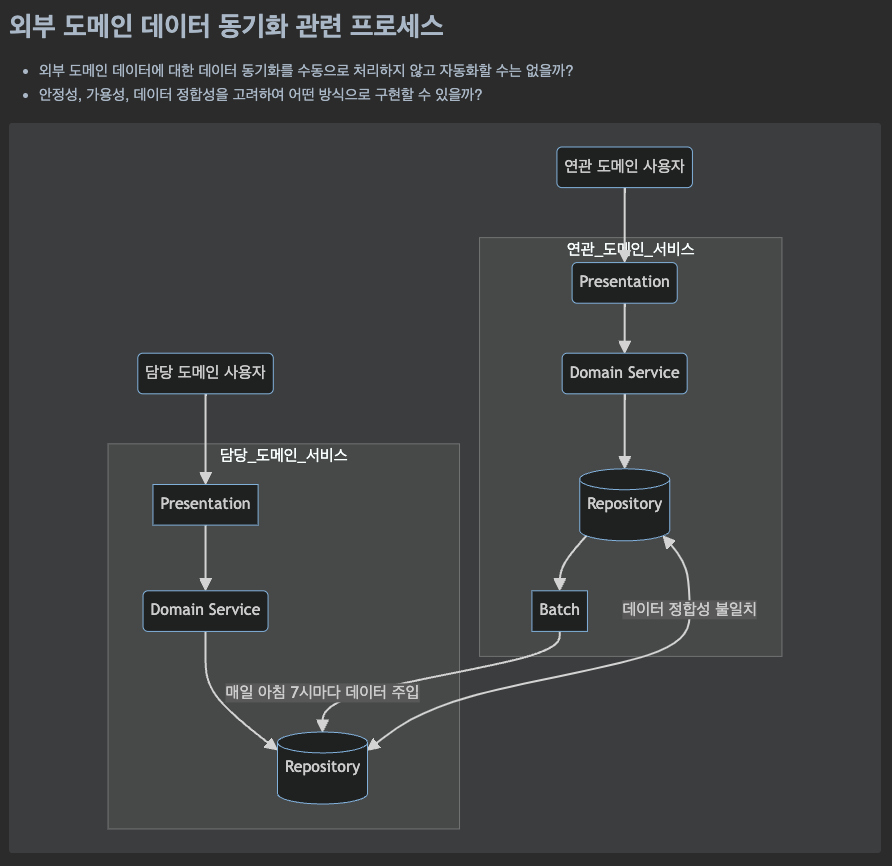 외부 도메인 데이터 동기화 관련 프로세스
외부 도메인 데이터에 대한 데이터 동기화를 수동으로 처리하지 않고 자동화할 수는 없을까?
안정성, 가용성, 데이터 정합성을 고려하여 어떤 방식으로 구현할 수 있을까?
연관 도메인 사용자
연관_도메인_서비스
Presentation
Domain Service
Repository
Batch
데이터 정합성 불일치
담당 도메인 사용자
담당_도메인_서비스
Presentation
Domain Service
매일 아침 7시마다 데이터 주입
Repository